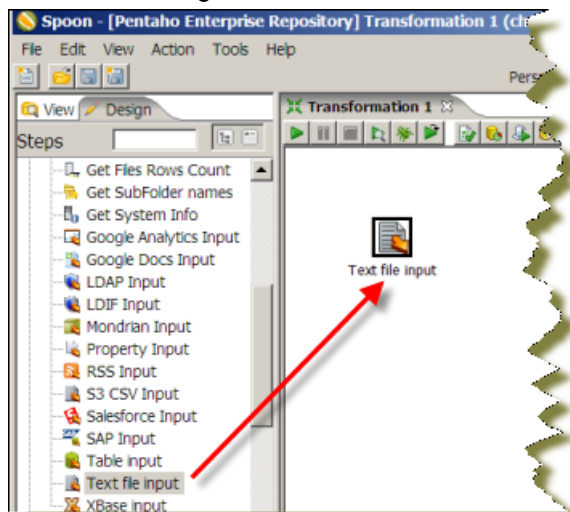 Spoon - [Pentaho Enterprise Repository] Transformation 1 (ch
File Edit View Action Tools Help
Pers
View Design
Transformation 1
Steps
Get Files Rows Count
Get SubFolder names
Get System Info
Google Analytics Input
Google Docs Input
LDAP Input
LDIF Input
Mondrian Input
Property Input
RSS Input
S3 CSV Input
Salesforce Input
SAP Input
Table input
Text file input
XBase input
Text file input